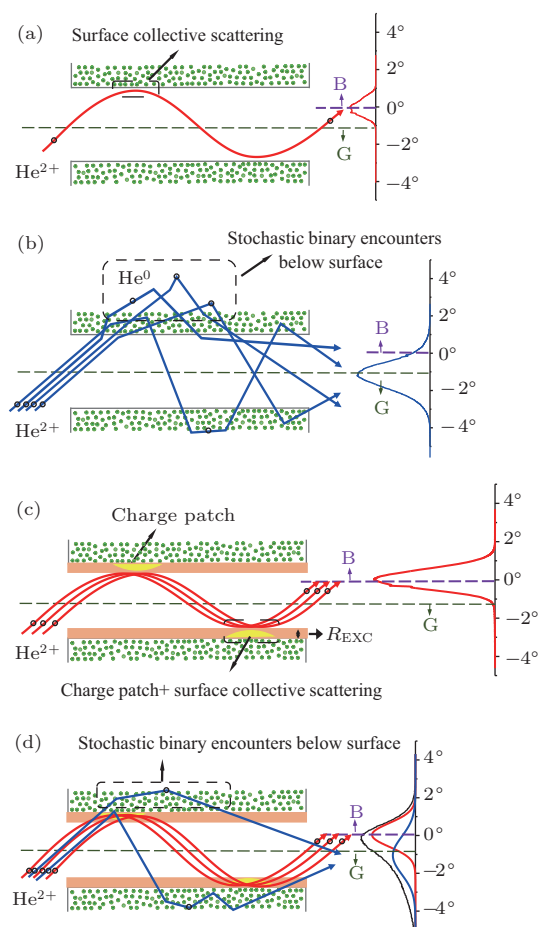 (a)
Surface collective scattering
He2+
B
G
4°
2°
0°
−2°
−4°
(b)
Stochastic binary encounters
below surface
He0
He2+
B
G
4°
2°
0°
−2°
−4°
(c)
Charge patch
He2+
B
G
REXC
Charge patch+ surface collective scattering
4°
2°
0°
−2°
−4°
(d)
Stochastic binary encounters below surface
He2+
B
G
4°
2°
0°
−2°
−4°